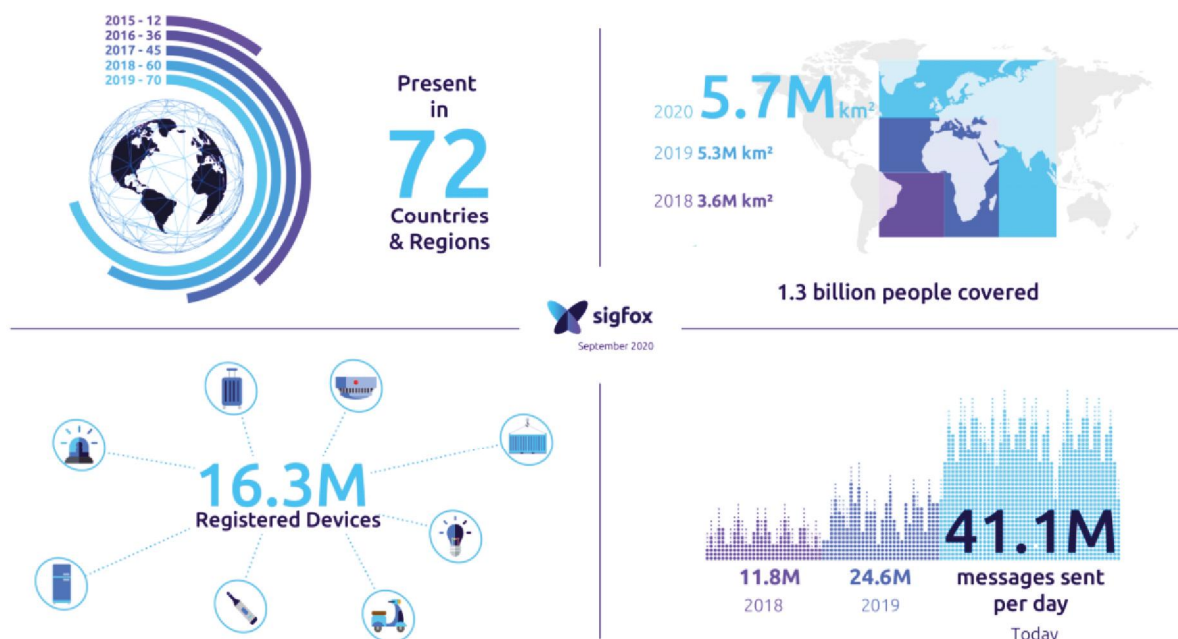 2015 - 12
2016 - 36
2017 - 45
2018 - 60
2019 - 70
Present
in
72
Countries
& Regions
2020 5.7M km²
2019 5.3M km²
2018 3.6M km²
1.3 billion people covered
sigfox
September 2020
16.3M
Registered Devices
41.1M
11.8M
2018
24.6M
2019
messages sent
per day
Today